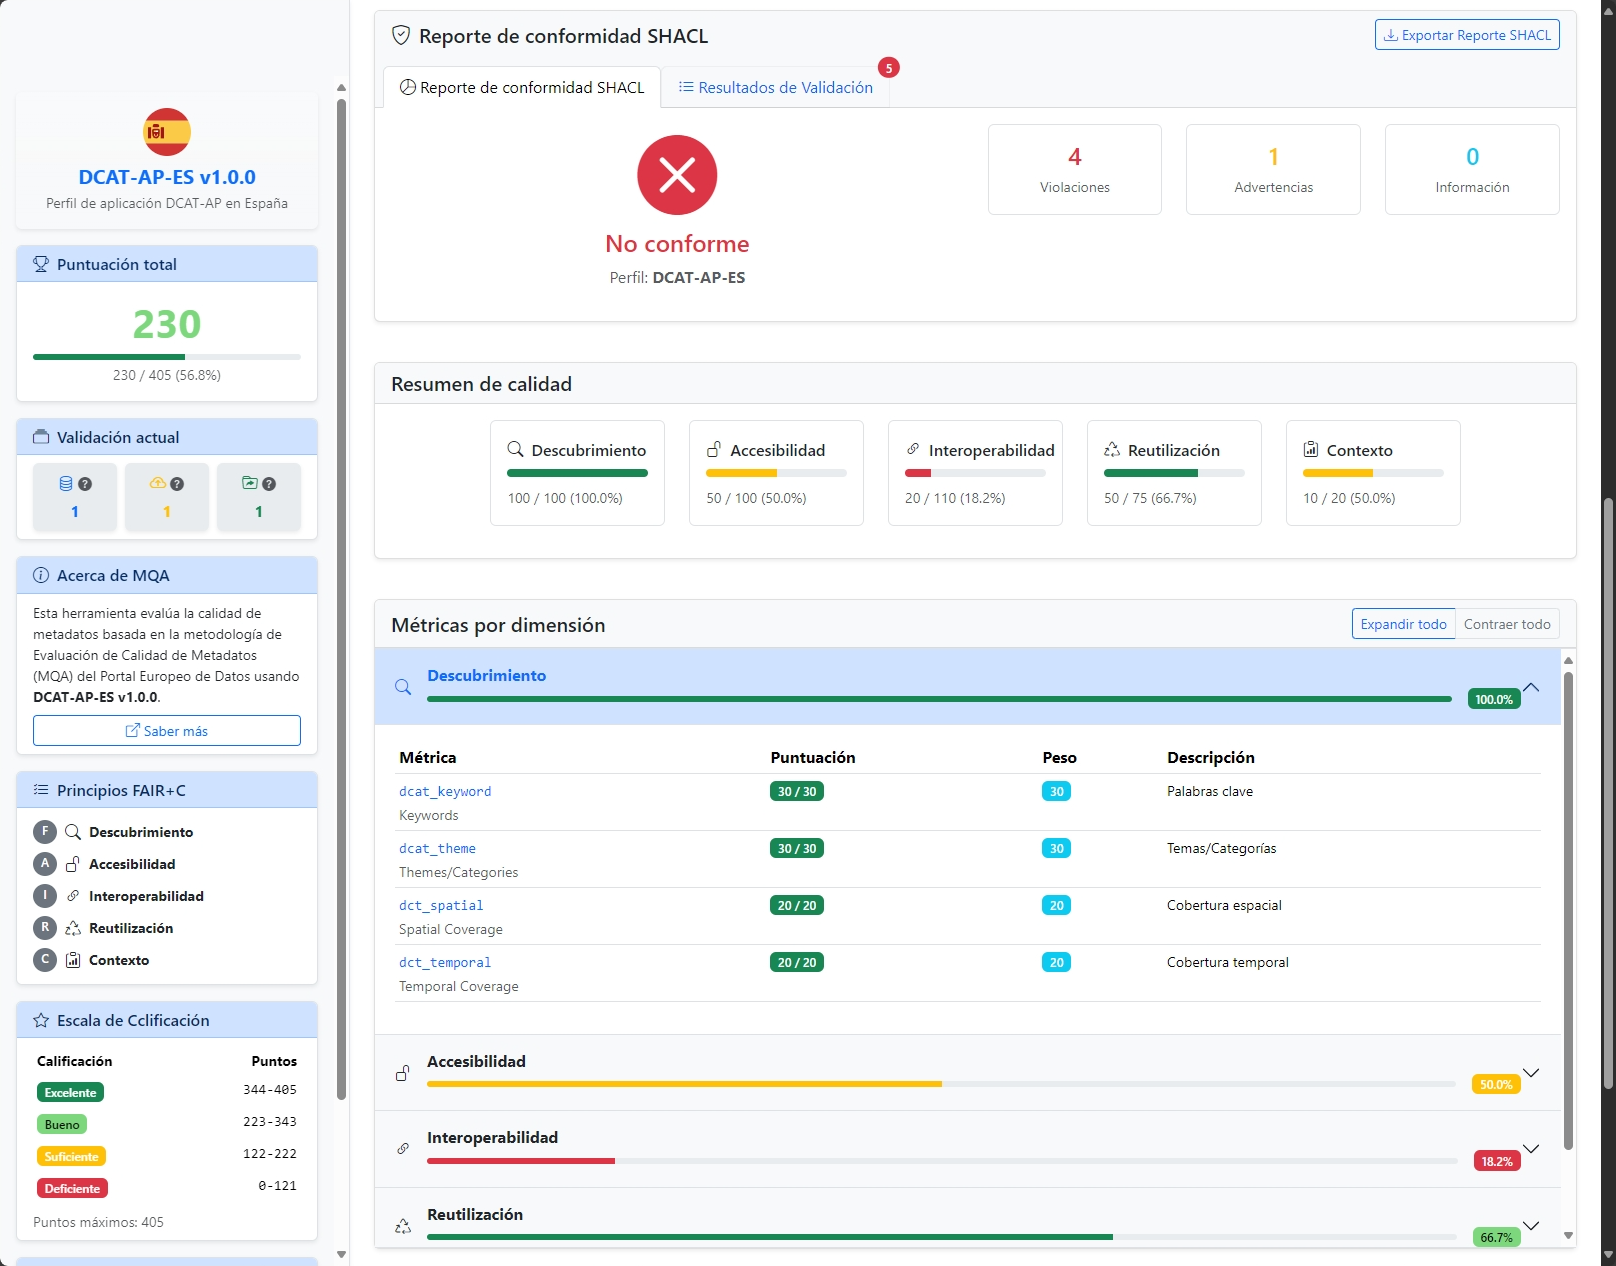 DCAT-AP-ES v1.0.0
Perfil de aplicación DCAT-AP en España
Puntuación total
230
230 / 405 (56.8%)
Validación actual
? ? ?
1 1 1
Acerca de MQA
Esta herramienta evalúa la calidad de
metadatos basada en la metodología de
Evaluación de Calidad de Metadatos
(MQA) del Portal Europeo de Datos usando
DCAT-AP-ES v1.0.0.
Saber más
Principios FAIR+C
F Descubrimiento
A Accesibilidad
I Interoperabilidad
R Reutilización
C Contexto
Escala de Cclificación
Calificación Puntos
Excelente 344-405
Bueno 223-343
Suficiente 122-222
Deficiente 0-121
Puntos máximos: 405
Reporte de conformidad SHACL
Exportar Reporte SHACL
Reporte de conformidad SHACL
Resultados de Validación 5
No conforme
Perfil: DCAT-AP-ES
4 1 0
Violaciones Advertencias Información
Resumen de calidad
Descubrimiento Accesibilidad Interoperabilidad Reutilización Contexto
100 / 100 (100.0%) 50 / 100 (50.0%) 20 / 110 (18.2%) 50 / 75 (66.7%) 10 / 20 (50.0%)
Métricas por dimensión
Expandir todo Contraer todo
Descubrimiento
100.0%
Métrica Puntuación Peso Descripción
dcat_keyword 30 / 30 30 Palabras clave
Keywords
dcat_theme 30 / 30 30 Temas/Categorías
Themes/Categories
dct_spatial 20 / 20 20 Cobertura espacial
Spatial Coverage
dct_temporal 20 / 20 20 Cobertura temporal
Temporal Coverage
Accesibilidad
50.0%
Interoperabilidad
18.2%
Reutilización
66.7%